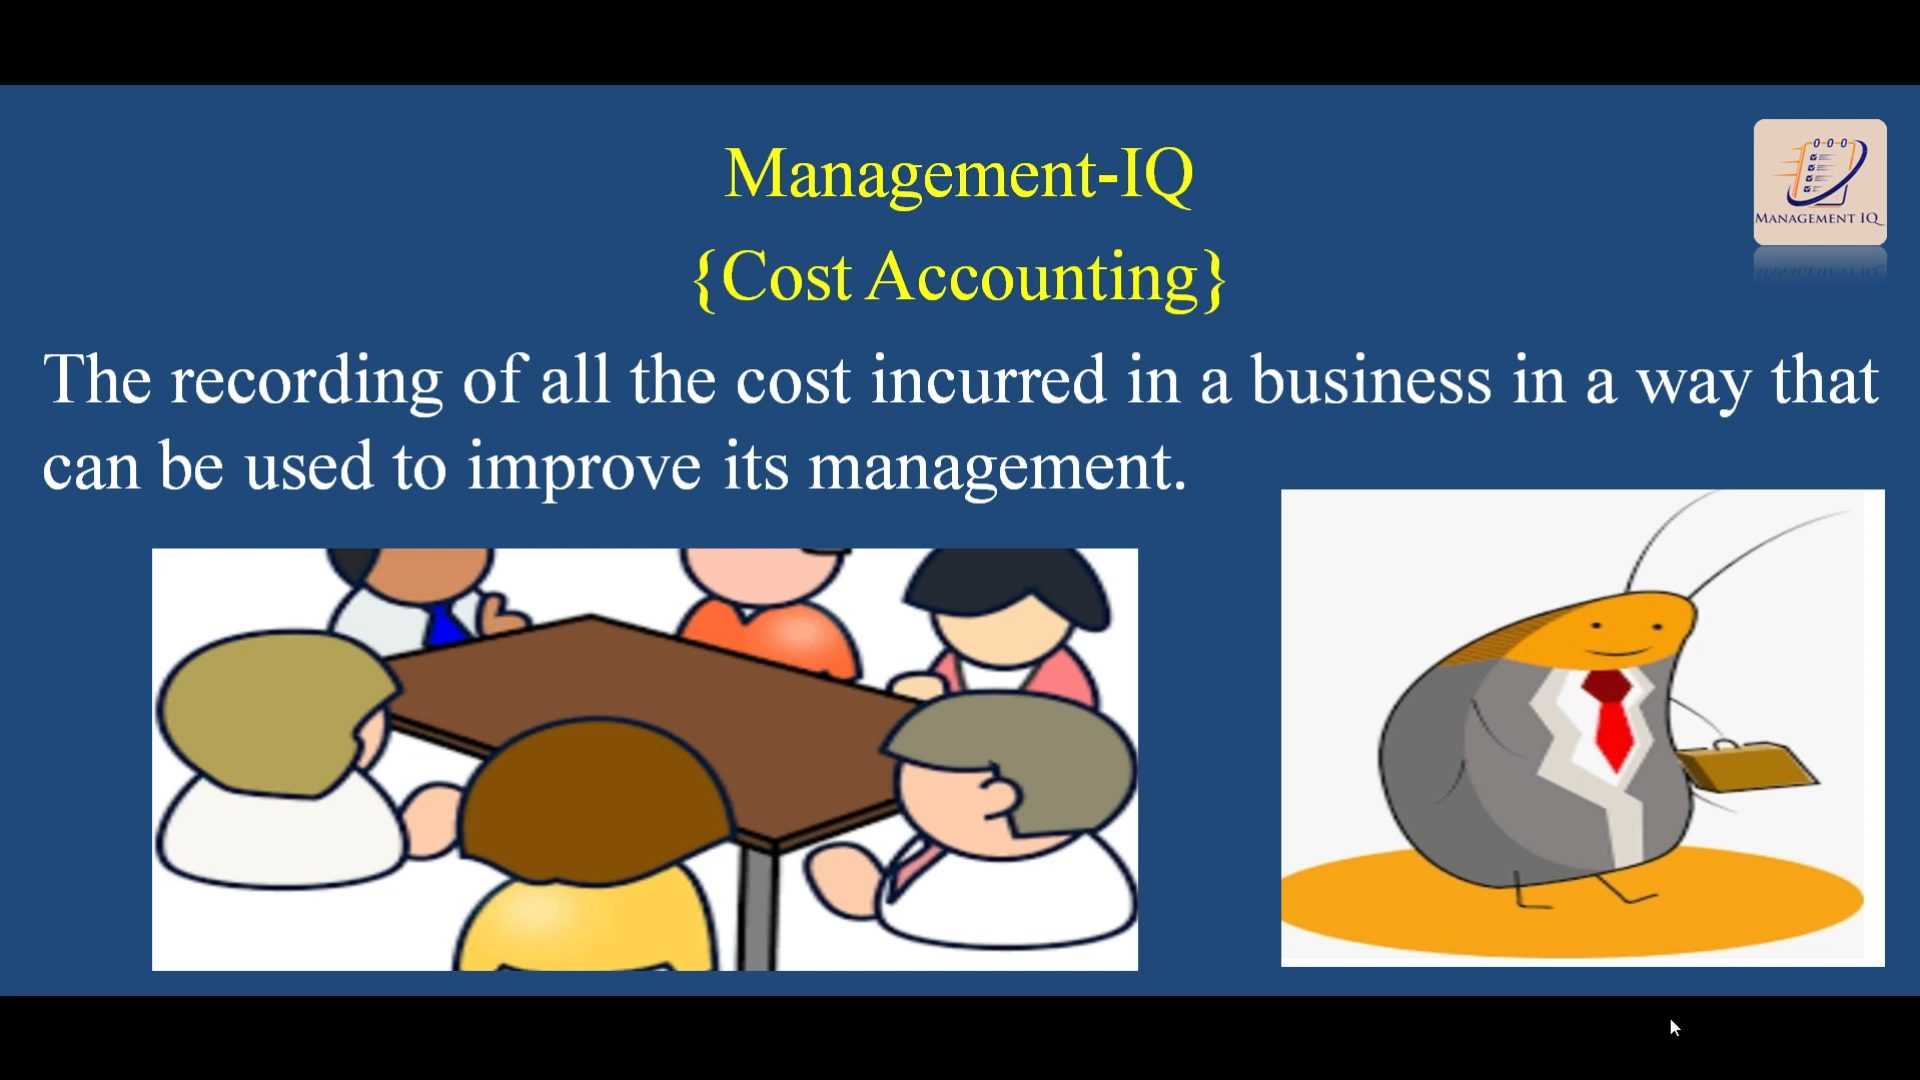 Management-IQ
MANAGEMENT IQ
{Cost Accounting}
The recording of all the cost incurred in a business in a way that
can be used to improve its management.